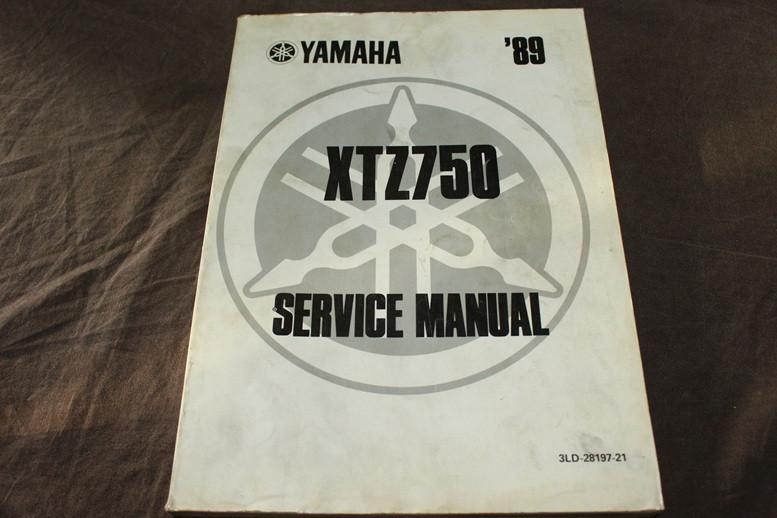 YAMAHA '89
XTZ750
SERVICE MANUAL
3LD-28197-21